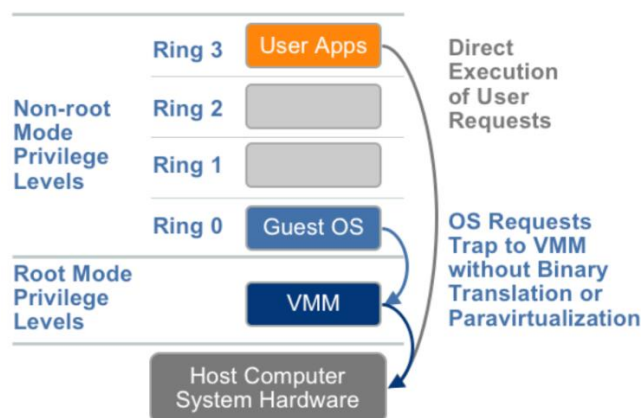 Ring 3
User Apps
Direct
Execution
of User
Requests
Non-root
Mode
Privilege
Levels
Ring 2
Ring 1
Ring 0
Guest OS
OS Requests
Trap to VMM
without Binary
Translation or
Paravirtualization
Root Mode
Privilege
Levels
VMM
Host Computer
System Hardware